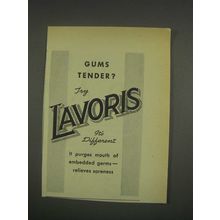 GUMS
TENDER?
Try
LAVORIS
It's
Different
It purges mouth of
embedded germs—
relieves soreness